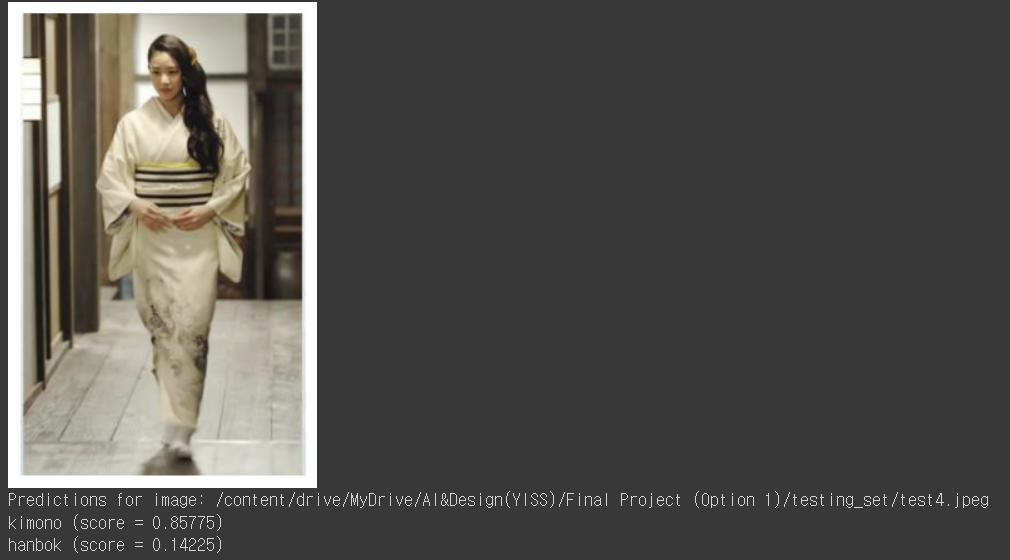 Predictions for image: /content/drive/MyDrive/AI&Design(YISS)/Final Project (Option 1)/testing_set/test4.jpeg
kimono (score = 0.85775)
hanbok (score = 0.14225)